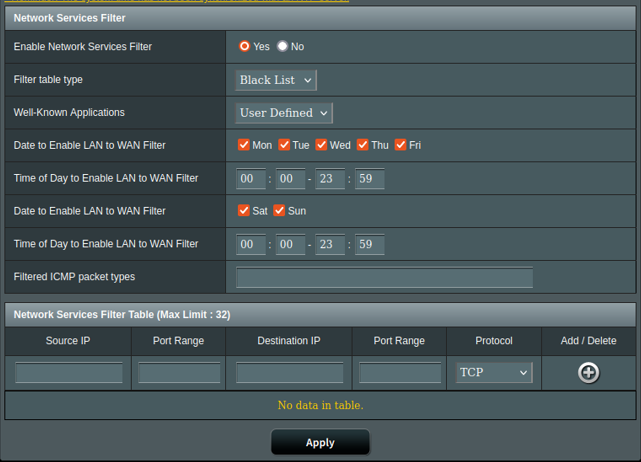 Network Services Filter
Enable Network Services Filter Yes No
Filter table type Black List
Well-Known Applications User Defined
Date to Enable LAN to WAN Filter Mon Tue Wed Thu Fri
Time of Day to Enable LAN to WAN Filter 00 : 00 - 23 : 59
Date to Enable LAN to WAN Filter Sat Sun
Time of Day to Enable LAN to WAN Filter 00 : 00 - 23 : 59
Filtered ICMP packet types
Network Services Filter Table (Max Limit : 32)
Source IP Port Range Destination IP Port Range Protocol Add / Delete
TCP
No data in table.
Apply